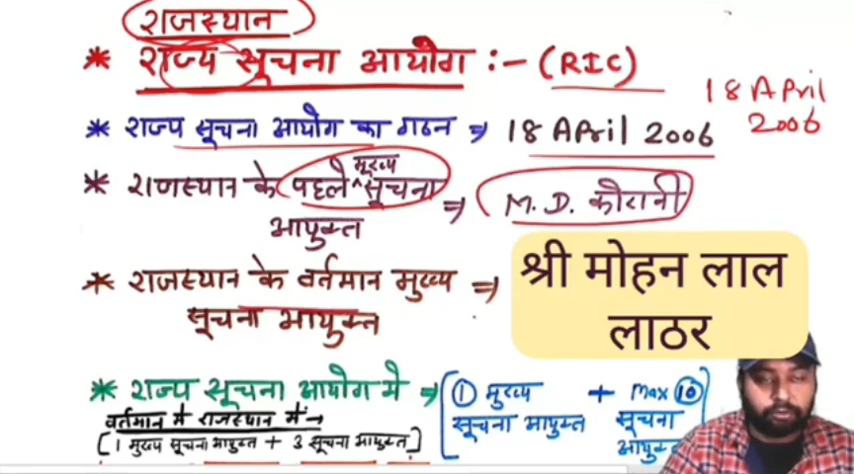 राजस्थान
* राज्य सूचना आयोग :- (RIC)
18 April
2006
* राज्य सूचना आयोग का गठन ⇒ 18 April 2006
* राजस्थान के पहले ^ मुख्य सूचना
आयुक्त ⇒ M. D. कौरानी
* राजस्थान के वर्तमान मुख्य
सूचना आयुक्त ⇒ श्री मोहन लाल
लाठर
* राज्य सूचना आयोग में ⇒ [① मुख्य सूचना आयुक्त + Max ⑩ सूचना आयुक्त]
वर्तमान में राजस्थान में →
[1 मुख्य सूचना आयुक्त + 3 सूचना आयुक्त]